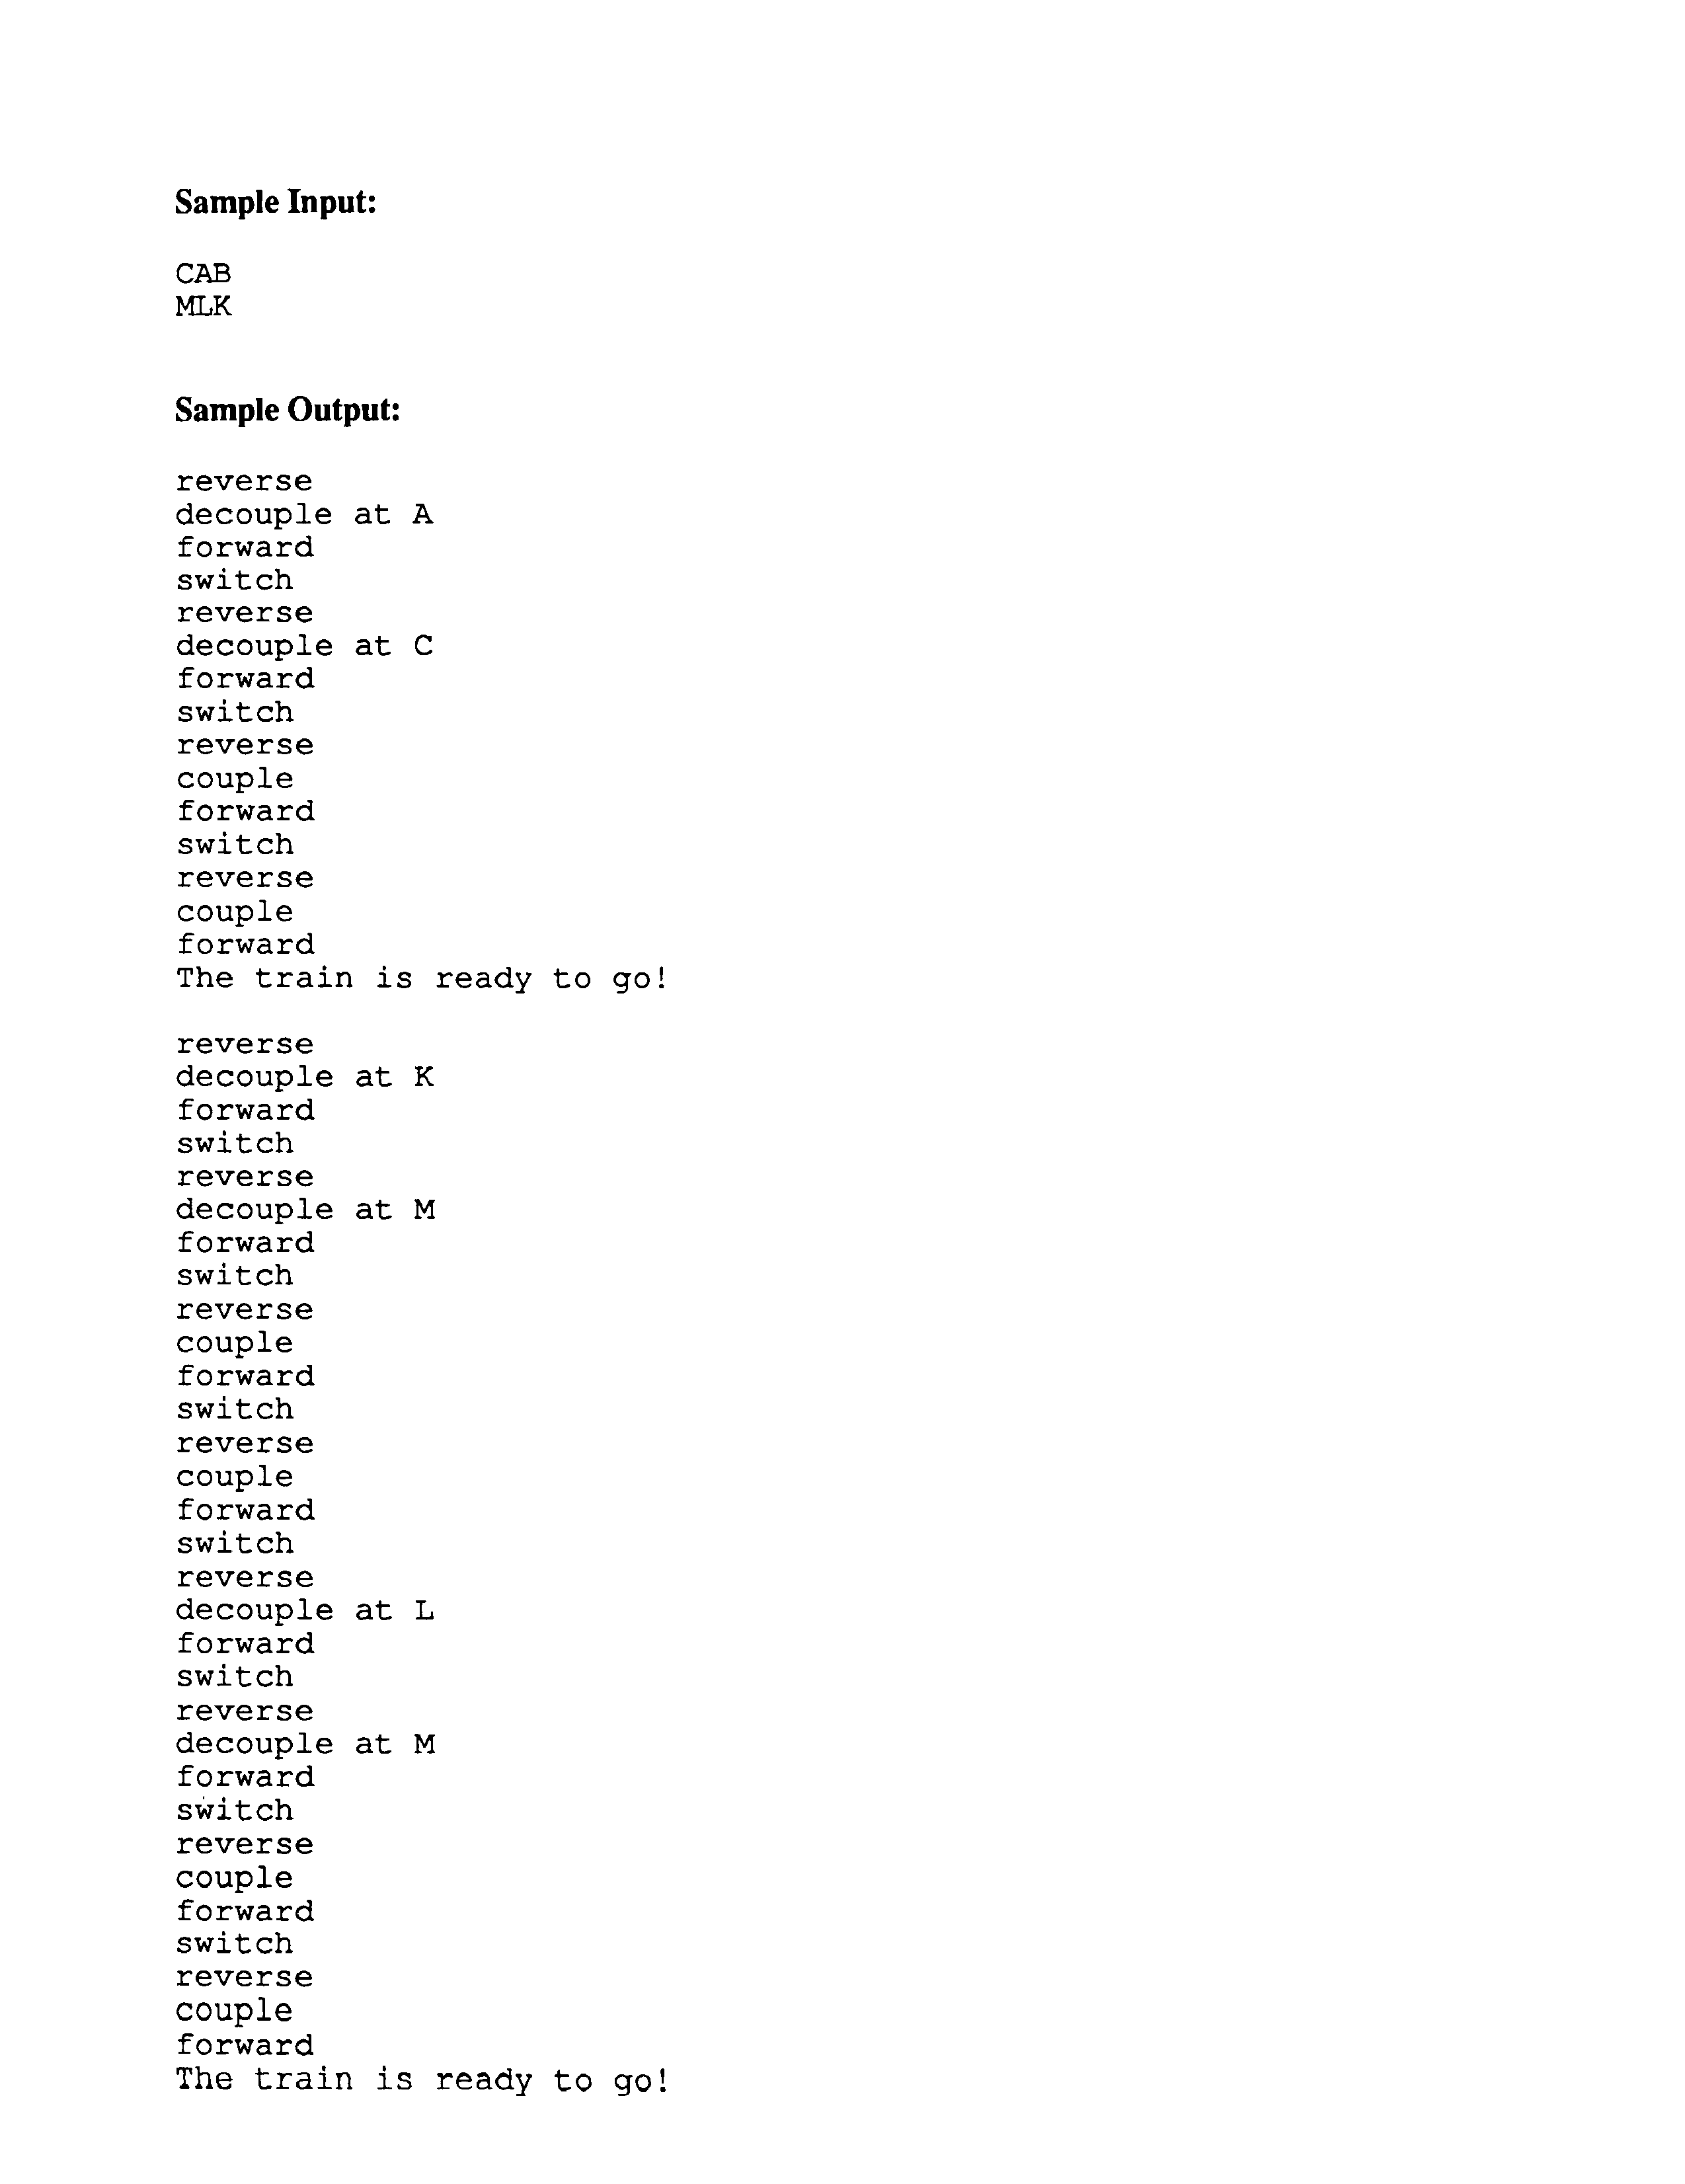 Sample Input:
CAB
MLK
Sample Output:
reverse
decouple at A
forward
switch
reverse
decouple at C
forward
switch
reverse
couple
forward
switch
reverse
couple
forward
The train is ready to go!
reverse
decouple at K
forward
switch
reverse
decouple at M
forward
switch
reverse
couple
forward
switch
reverse
couple
forward
switch
reverse
decouple at L
forward
switch
reverse
decouple at M
forward
switch
reverse
couple
forward
switch
reverse
couple
forward
The train is ready to go!